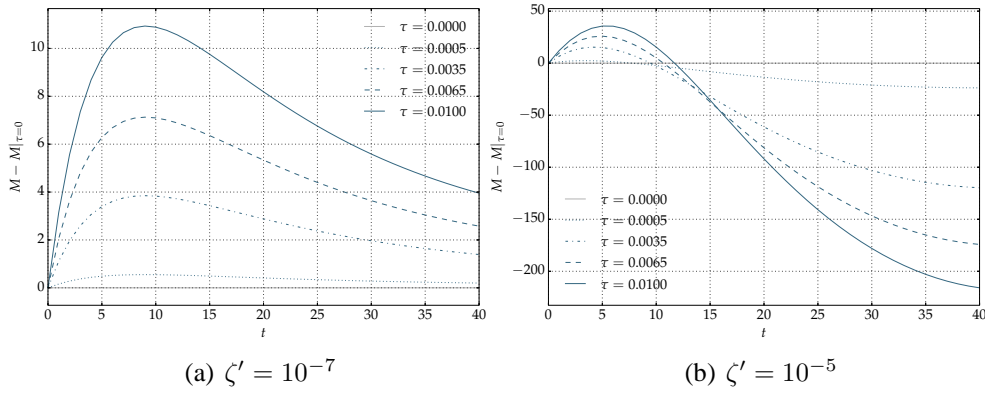 M − M|τ=0
10
8
6
4
2
0
τ = 0.0000
τ = 0.0005
τ = 0.0035
τ = 0.0065
τ = 0.0100
0 5 10 15 20 25 30 35 40
t
(a) ζ′ = 10−7
M − M|τ=0
50
0
−50
−100
−150
−200
τ = 0.0000
τ = 0.0005
τ = 0.0035
τ = 0.0065
τ = 0.0100
0 5 10 15 20 25 30 35 40
t
(b) ζ′ = 10−5